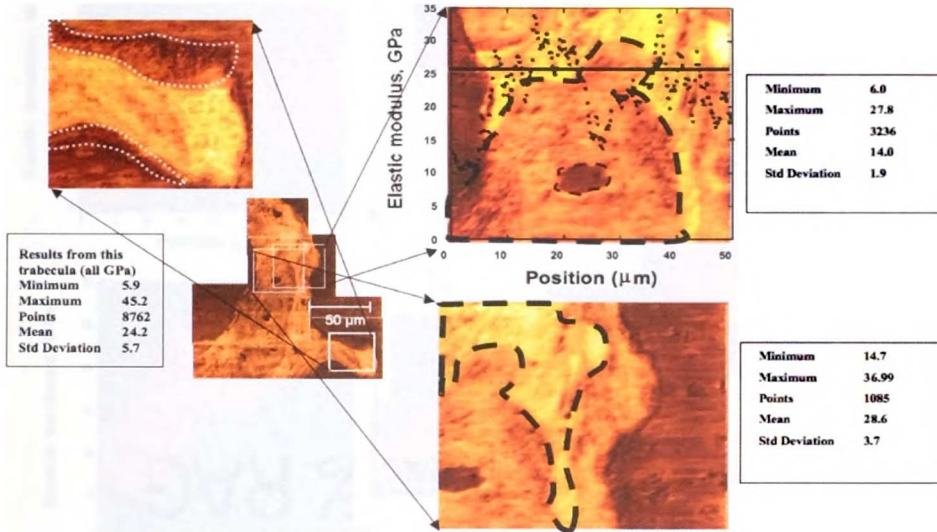 Results from this
trabecula (all GPa)
Minimum 5.9
Maximum 45.2
Points 8762
Mean 24.2
Std Deviation 5.7
50 μm
Elastic modulus, GPa
35
30
25
20
15
10
5
0
0 10 20 30 40 50
Position (μm)
Minimum 6.0
Maximum 27.8
Points 3236
Mean 14.0
Std Deviation 1.9
Minimum 14.7
Maximum 36.99
Points 1085
Mean 28.6
Std Deviation 3.7